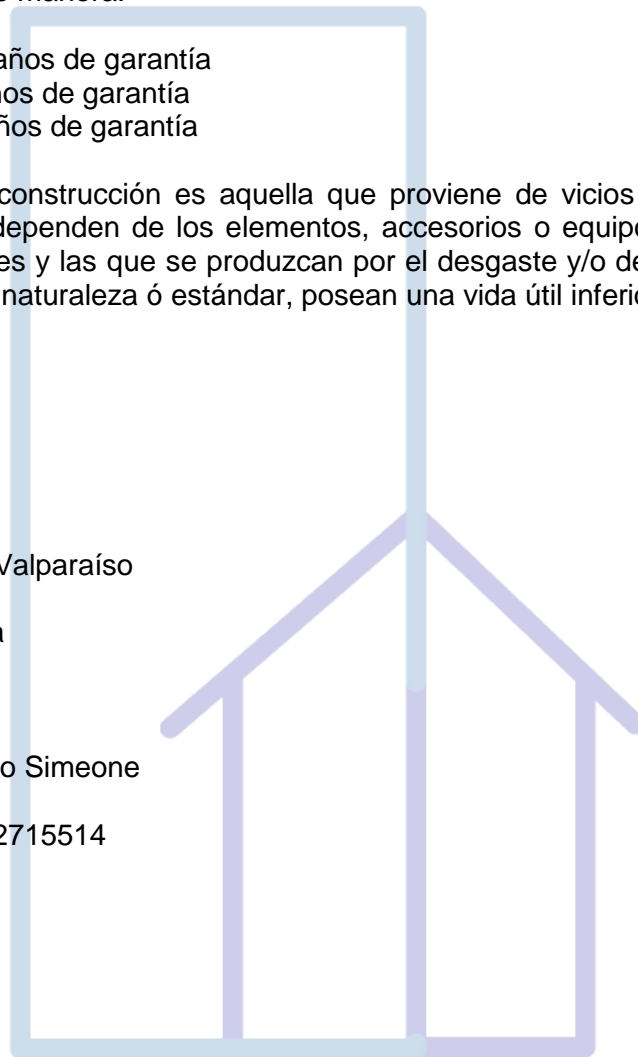 años de garantía
ños de garantía
ños de garantía
construcción es aquella que proviene de vicios
dependen de los elementos, accesorios o equipo
es y las que se produzcan por el desgaste y/o de
naturaleza ó estándar, posean una vida útil inferio
Valparaíso
a
o Simeone
2715514